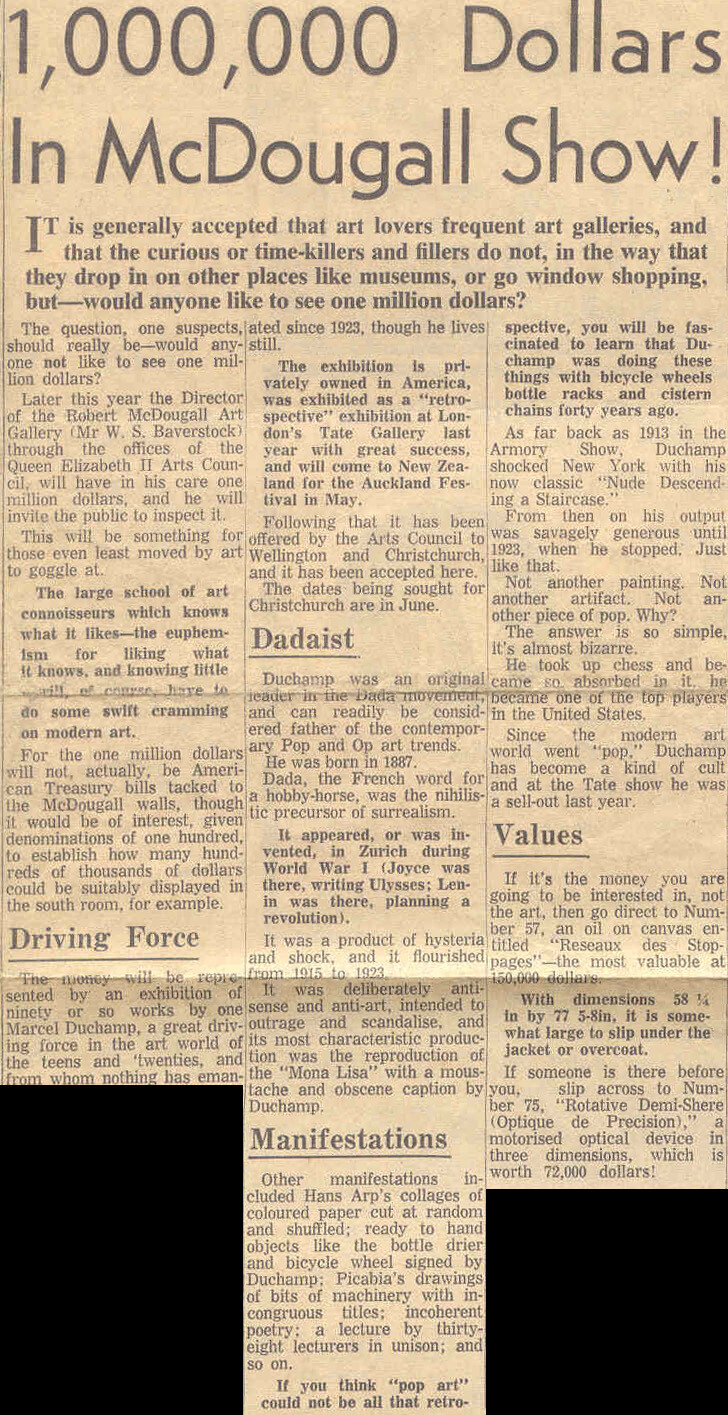 1,000,000 Dollars
In McDougall Show!
IT is generally accepted that art lovers frequent art galleries, and
that the curious or time-killers and fillers do not, in the way that
they drop in on other places like museums, or go window shopping,
but—would anyone like to see one million dollars?
The question, one suspects,
should really be—would any-
one not like to see one mil-
lion dollars?
Later this year the Director
of the Robert McDougall Art
Gallery (Mr W. S. Baverstock)
through the offices of the
Queen Elizabeth II Arts Coun-
cil, will have in his care one
million dollars, and he will
invite the public to inspect it.
This will be something for
those even least moved by art
to goggle at.
The large school of art
connoisseurs which knows
what it likes—the euphem-
ism for liking what
it knows, and knowing little
will, of course, have to
do some swift cramming
on modern art.
For the one million dollars
will not, actually, be Ameri-
can Treasury bills tacked to
the McDougall walls, though
it would be of interest, given
denominations of one hundred,
to establish how many hund-
reds of thousands of dollars
could be suitably displayed in
the south room, for example.
Driving Force
The money will be repre-
sented by an exhibition of
ninety or so works by one
Marcel Duchamp, a great driv-
ing force in the art world of
the teens and 'twenties, and
from whom nothing has eman-
ated since 1923, though he lives
still.
The exhibition is pri-
vately owned in America,
was exhibited as a "retro-
spective" exhibition at Lon-
don's Tate Gallery last
year with great success,
and will come to New Zea-
land for the Auckland Fes-
tival in May.
Following that it has been
offered by the Arts Council to
Wellington and Christchurch,
and it has been accepted here.
The dates being sought for
Christchurch are in June.
Dadaist
Duchamp was an original
leader in the Dada movement,
and can readily be consid-
ered father of the contempor-
ary Pop and Op art trends.
He was born in 1887.
Dada, the French word for
a hobby-horse, was the nihilis-
tic precursor of surrealism.
It appeared, or was in-
vented, in Zurich during
World War I (Joyce was
there, writing Ulysses; Len-
in was there, planning a
revolution).
It was a product of hysteria
and shock, and it flourished
from 1915 to 1923.
It was deliberately anti-
sense and anti-art, intended to
outrage and scandalise, and
its most characteristic produc-
tion was the reproduction of
the "Mona Lisa" with a mous-
tache and obscene caption by
Duchamp.
Manifestations
Other manifestations in-
cluded Hans Arp's collages of
coloured paper cut at random
and shuffled; ready to hand
objects like the bottle drier
and bicycle wheel signed by
Duchamp; Picabia's drawings
of bits of machinery with in-
congruous titles; incoherent
poetry; a lecture by thirty-
eight lecturers in unison; and
so on.
If you think "pop art"
could not be all that retro-
spective, you will be fas-
cinated to learn that Du-
champ was doing these
things with bicycle wheels
bottle racks and cistern
chains forty years ago.
As far back as 1913 in the
Armory Show, Duchamp
shocked New York with his
now classic "Nude Descend-
ing a Staircase."
From then on his output
was savagely generous until
1923, when he stopped. Just
like that.
Not another painting. Not
another artifact. Not an-
other piece of pop. Why?
The answer is so simple,
it's almost bizarre.
He took up chess and be-
came so absorbed in it, he
became one of the top players
in the United States.
Since the modern art
world went "pop," Duchamp
has become a kind of cult
and at the Tate show he was
a sell-out last year.
Values
If it's the money you are
going to be interested in, not
the art, then go direct to Num-
ber 57, an oil on canvas en-
titled "Reseaux des Stop-
pages"—the most valuable at
150,000 dollars.
With dimensions 58 ¼
in by 77 5-8in, it is some-
what large to slip under the
jacket or overcoat.
If someone is there before
you, slip across to Num-
ber 75, "Rotative Demi-Shere
(Optique de Precision)," a
motorised optical device in
three dimensions, which is
worth 72,000 dollars!